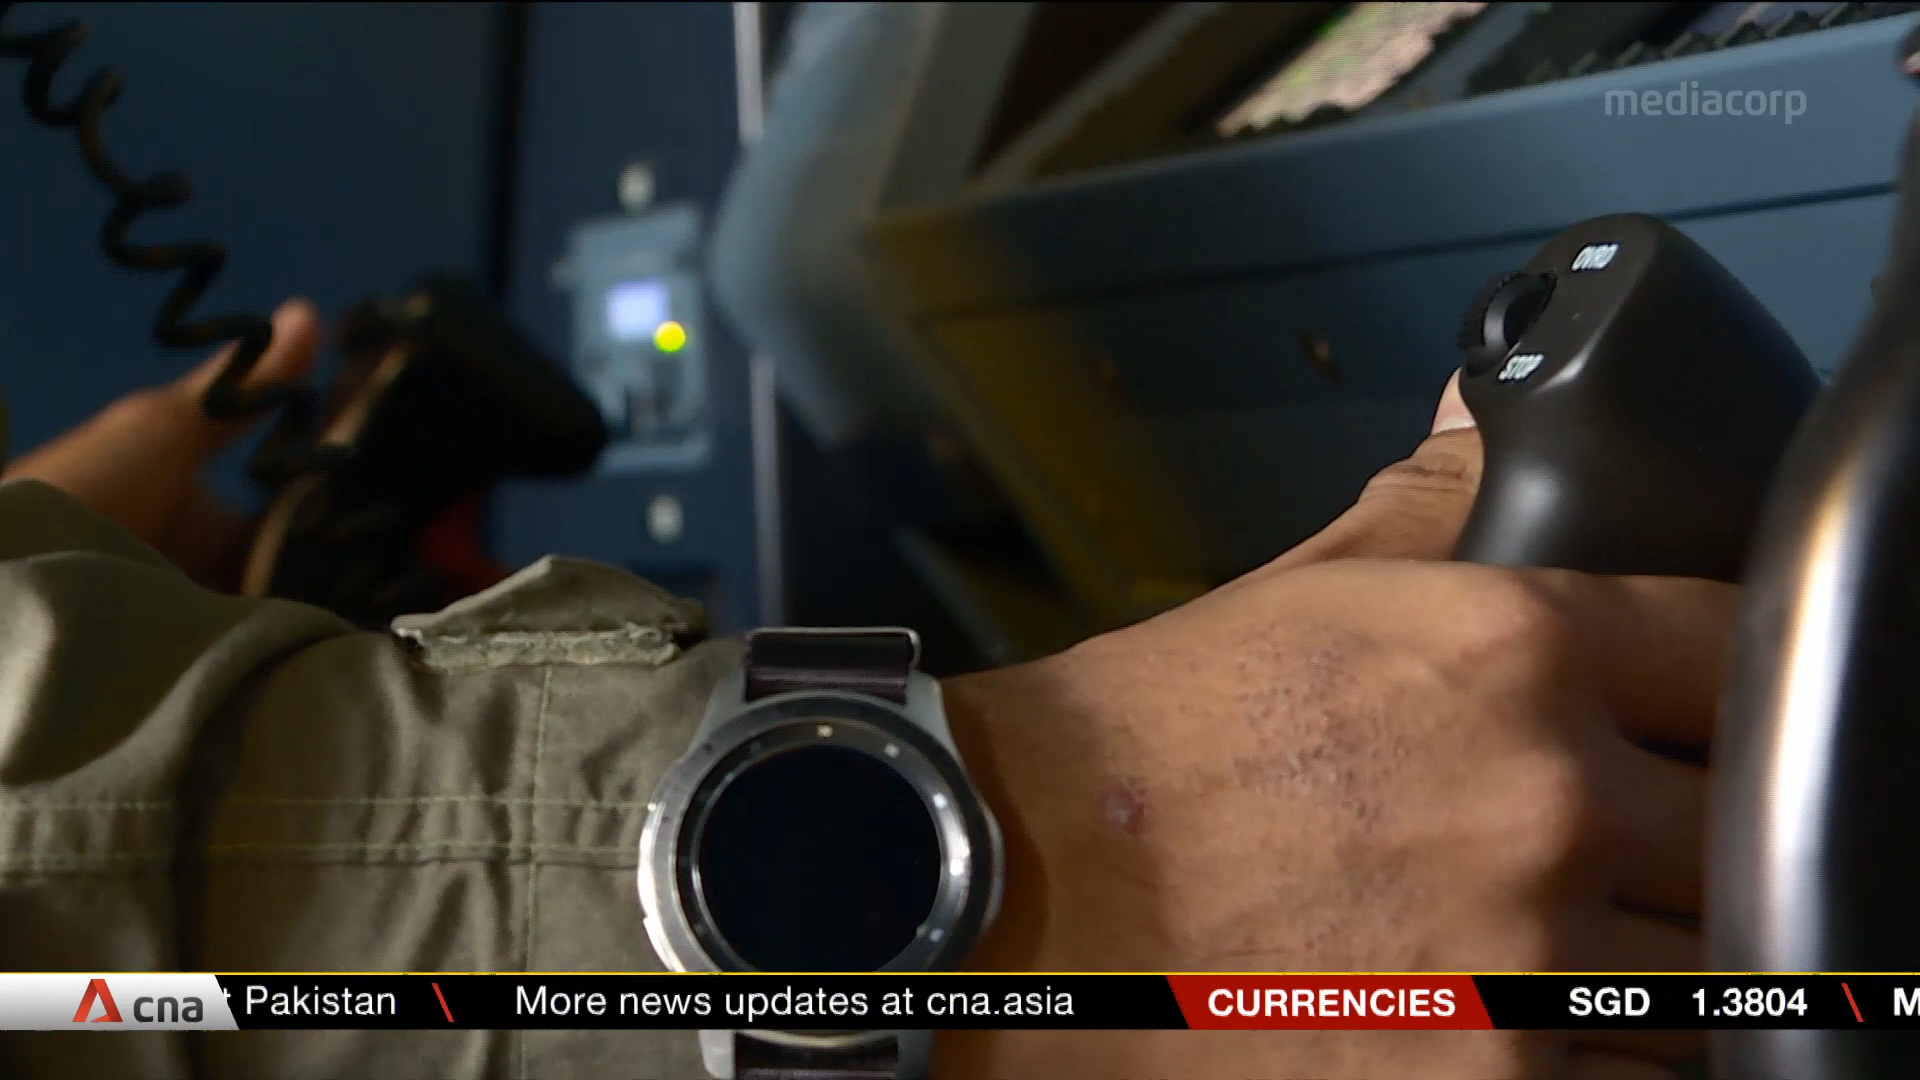 mediacorp
OVRD
STOP
cna
Pakistan \ More news updates at cna.asia CURRENCIES SGD 1.3804 \